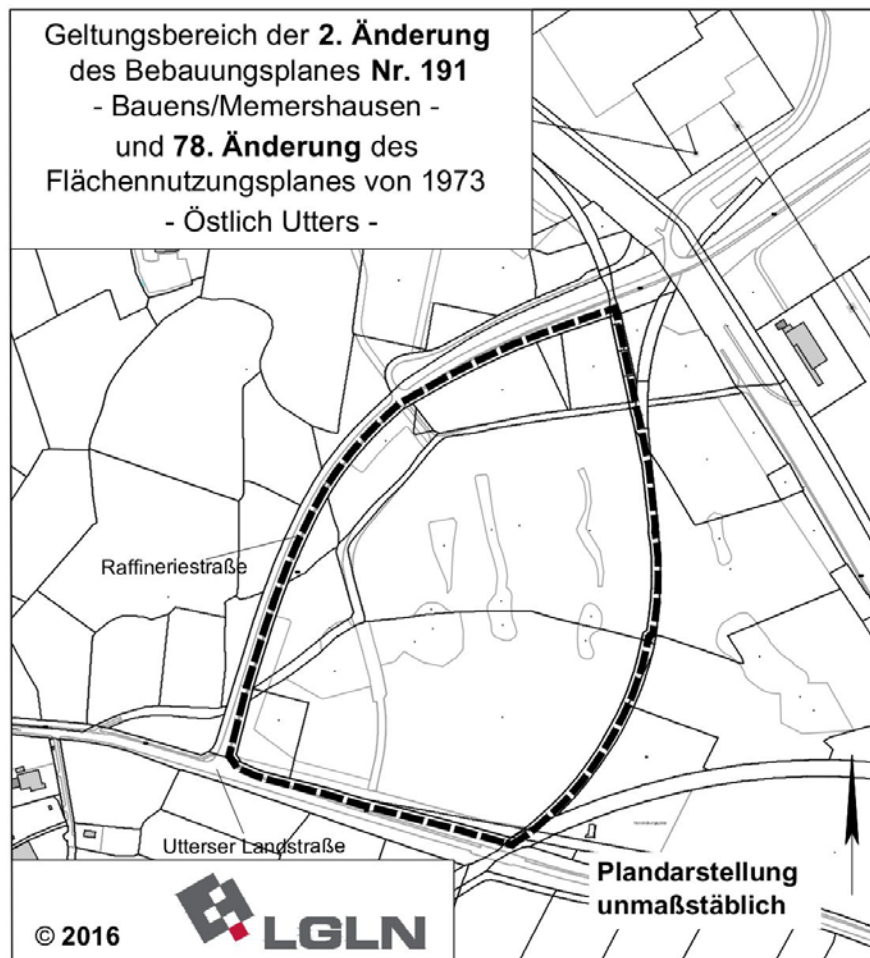 Geltungsbereich der 2. Änderung
des Bebauungsplanes Nr. 191
- Bauens/Memershausen -
und 78. Änderung des
Flächennutzungsplanes von 1973
- Östlich Utters -
Raffineriestraße
Utterser Landstraße
Plandarstellung
unmaßstäblich
© 2016
LGLN